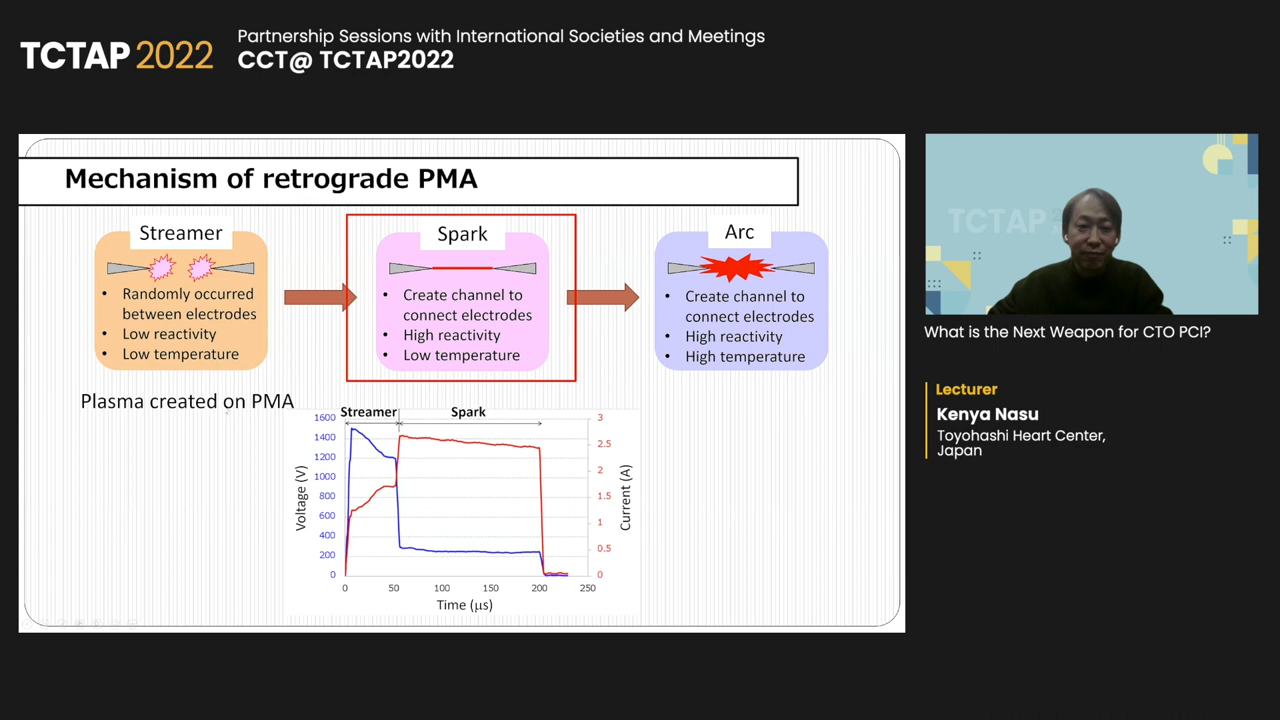 TCTAP 2022
Partnership Sessions with International Societies and Meetings
CCT@ TCTAP2022
Mechanism of retrograde PMA
Streamer
• Randomly occurred
between electrodes
• Low reactivity
• Low temperature
Spark
• Create channel to
connect electrodes
• High reactivity
• Low temperature
Arc
• Create channel to
connect electrodes
• High reactivity
• High temperature
Plasma created on PMA
Streamer
Spark
Voltage (V)
1600
1400
1200
1000
800
600
400
200
0
3
2.5
2
1.5
1
0.5
0
Current (A)
0 50 100 150 200 250
Time (μs)
TCTAP
What is the Next Weapon for CTO PCI?
Lecturer
Kenya Nasu
Toyohashi Heart Center,
Japan